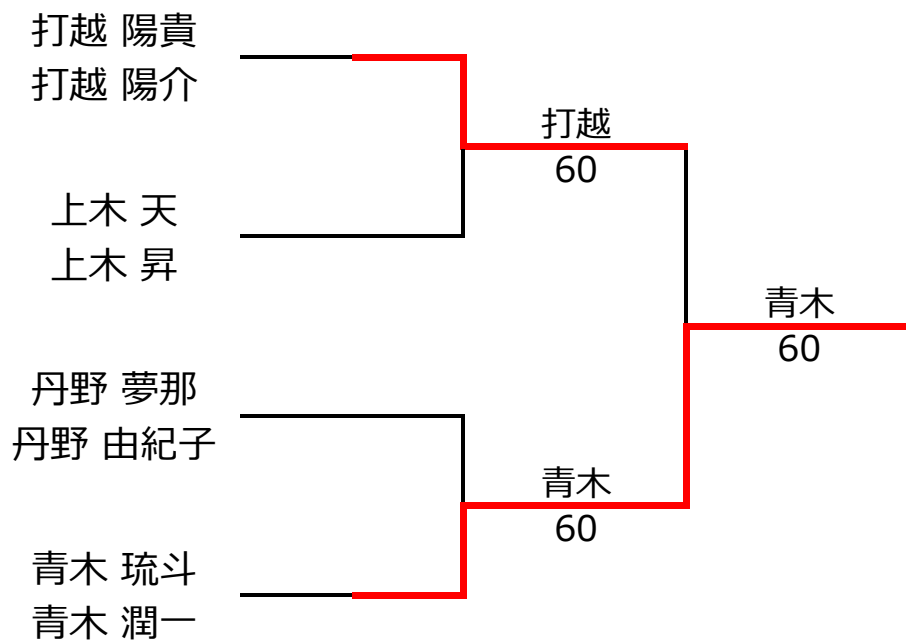 打越 陽貴
打越 陽介
打越
60
上木 天
上木 昇
青木
60
丹野 夢那
丹野 由紀子
青木
60
青木 琉斗
青木 潤一